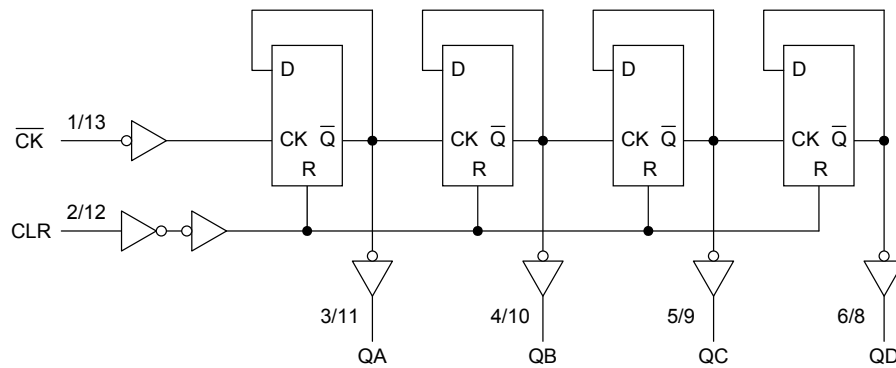 D D D D
1/13
C̅K̅ CK Q̅ CK Q̅ CK Q̅ CK Q̅
R R R R
2/12
CLR
3/11 4/10 5/9 6/8
QA QB QC QD